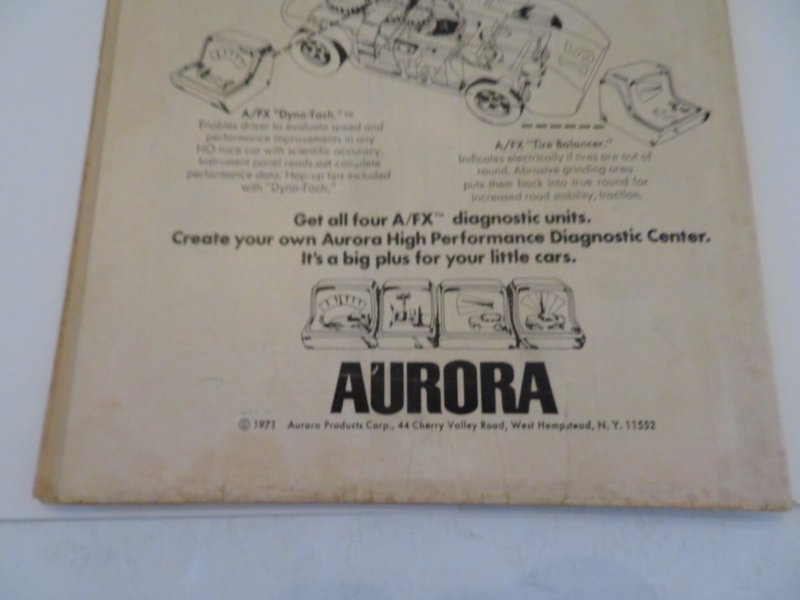 A/FX "Dyna-Tach."™
Enables driver to evaluate speed and
performance improvements in any
HO race car with scientific accuracy.
Instrument panel reads out complete
performance data. Hop-up tips included
with "Dyna-Tach."
A/FX "Tire Balancer."
Indicates electrically if tires are out of
round. Abrasive grinding area
puts them back into true round for
increased road stability, traction.
Get all four A/FX™ diagnostic units.
Create your own Aurora High Performance Diagnostic Center.
It's a big plus for your little cars.
AURORA
© 1971 Aurora Products Corp., 44 Cherry Valley Road, West Hempstead, N.Y. 11552